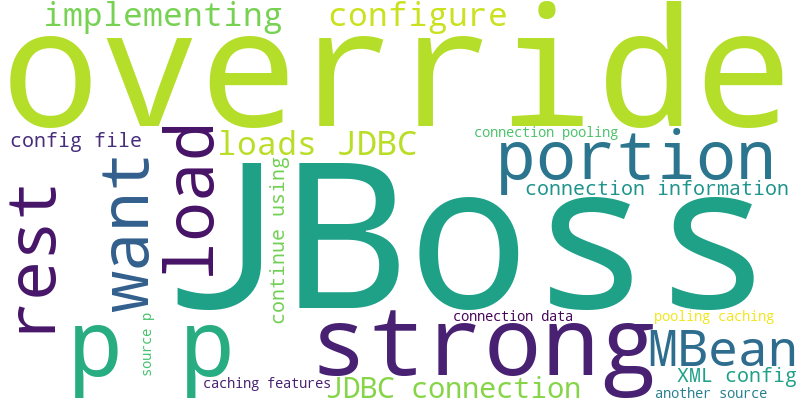 implementing
configure
override
config file
loads JDBC
connection pooling
portion
connection information
rest
want
load
continue using
JBoss
p p
source p
strong
connection data
pooling caching
MBean
XML config
caching features
JDBC connection
another source